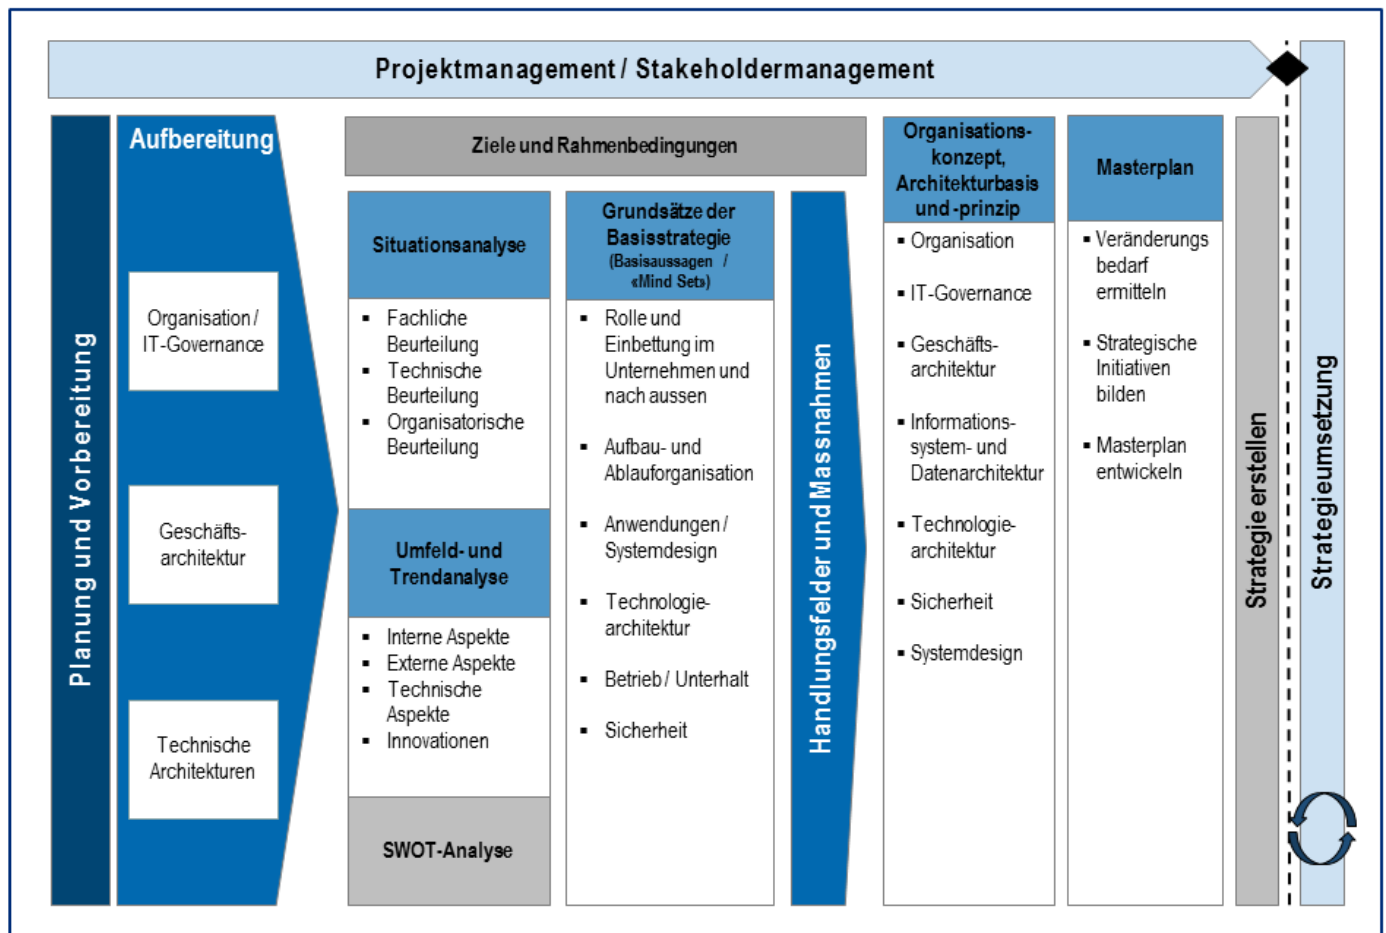 Projektmanagement / Stakeholdermanagement
Planung und Vorbereitung
Aufbereitung
Organisation /
IT-Governance
Geschäfts-
architektur
Technische
Architekturen
Ziele und Rahmenbedingungen
Situationsanalyse
▪ Fachliche
Beurteilung
▪ Technische
Beurteilung
▪ Organisatorische
Beurteilung
Umfeld- und
Trendanalyse
▪ Interne Aspekte
▪ Externe Aspekte
▪ Technische
Aspekte
▪ Innovationen
SWOT-Analyse
Grundsätze der
Basisstrategie
(Basisaussagen /
«Mind Set»)
▪ Rolle und
Einbettung im
Unternehmen und
nach aussen
▪ Aufbau- und
Ablauforganisation
▪ Anwendungen /
Systemdesign
▪ Technologie-
architektur
▪ Betrieb / Unterhalt
▪ Sicherheit
Handlungsfelder und Massnahmen
Organisations-
konzept,
Architekturbasis
und -prinzip
▪ Organisation
▪ IT-Governance
▪ Geschäfts-
architektur
▪ Informations-
system- und
Datenarchitektur
▪ Technologie-
architektur
▪ Sicherheit
▪ Systemdesign
Masterplan
▪ Veränderungs
bedarf
ermitteln
▪ Strategische
Initiativen
bilden
▪ Masterplan
entwickeln
Strategie erstellen
Strategieumsetzung